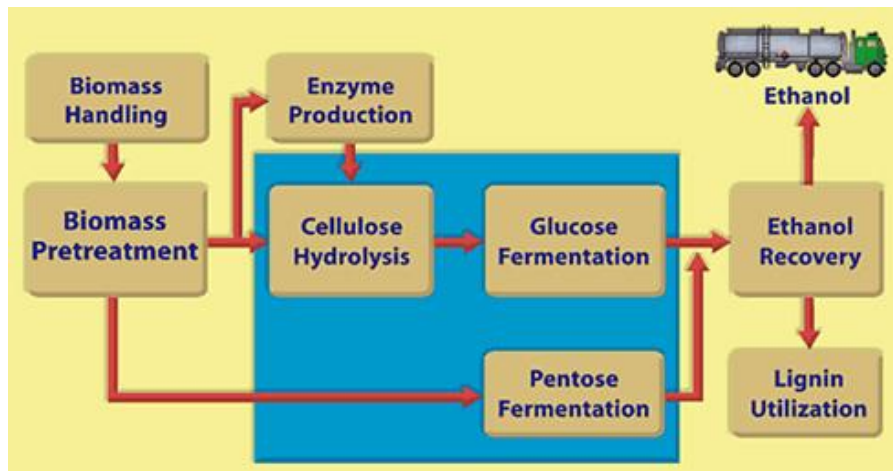 Biomass
Handling
Enzyme
Production
Ethanol
Biomass
Pretreatment
Cellulose
Hydrolysis
Glucose
Fermentation
Ethanol
Recovery
Pentose
Fermentation
Lignin
Utilization